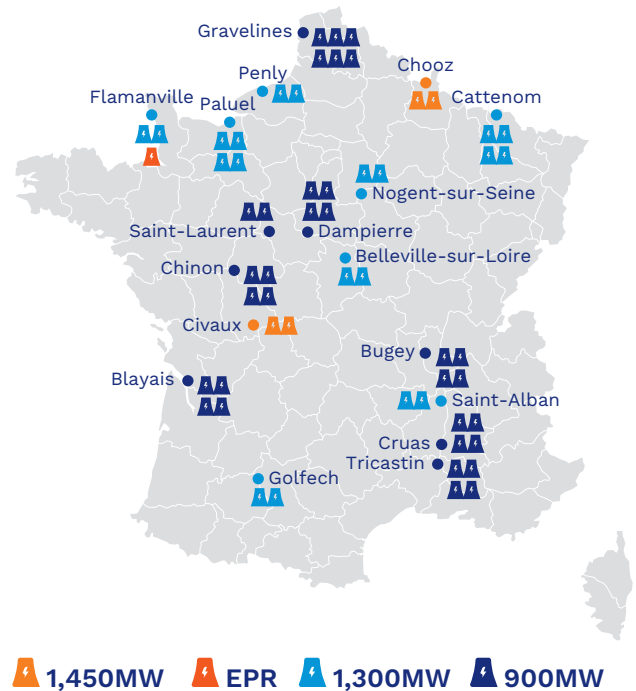 Gravelines
Chooz
Penly
Flamanville
Paluel
Cattenom
Nogent-sur-Seine
Saint-Laurent
Dampierre
Belleville-sur-Loire
Chinon
Civaux
Bugey
Blayais
Saint-Alban
Cruas
Tricastin
Golfech
1,450MW EPR 1,300MW 900MW